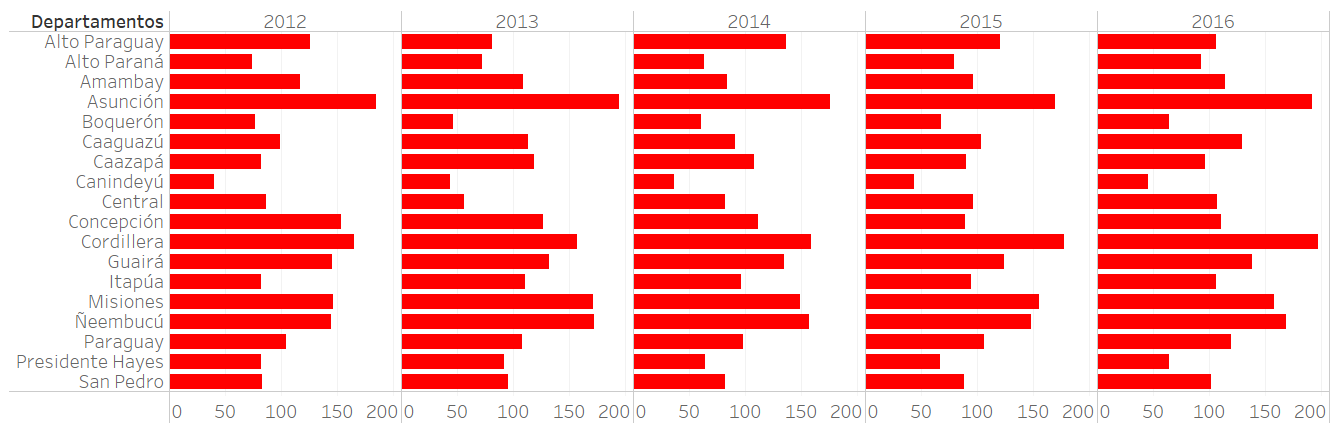 Departamentos 2012 2013 2014 2015 2016
Alto Paraguay
Alto Paraná
Amambay
Asunción
Boquerón
Caaguazú
Caazapá
Canindeyú
Central
Concepción
Cordillera
Guairá
Itapúa
Misiones
Ñeembucú
Paraguay
Presidente Hayes
San Pedro
0 50 100 150 200 0 50 100 150 200 0 50 100 150 200 0 50 100 150 200 0 50 100 150 200